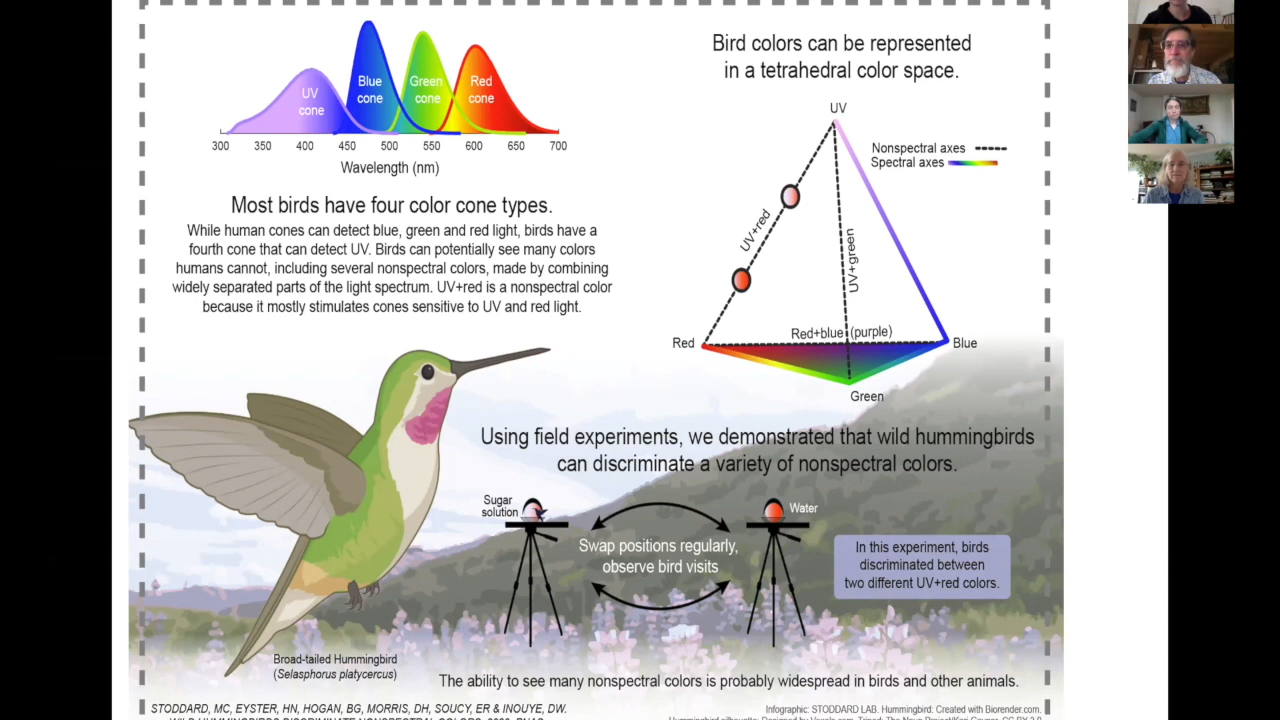 UV
cone
Blue
cone
Green
cone
Red
cone
300 350 400 450 500 550 600 650 700
Wavelength (nm)
Most birds have four color cone types.
While human cones can detect blue, green and red light, birds have a
fourth cone that can detect UV. Birds can potentially see many colors
humans cannot, including several nonspectral colors, made by combining
widely separated parts of the light spectrum. UV+red is a nonspectral color
because it mostly stimulates cones sensitive to UV and red light.
Bird colors can be represented
in a tetrahedral color space.
UV
Nonspectral axes
Spectral axes
UV+red
UV+green
Red+blue (purple)
Red
Blue
Green
Using field experiments, we demonstrated that wild hummingbirds
can discriminate a variety of nonspectral colors.
Sugar
solution
Water
Swap positions regularly,
observe bird visits
In this experiment, birds
discriminated between
two different UV+red colors.
Broad-tailed Hummingbird
(Selasphorus platycercus)
The ability to see many nonspectral colors is probably widespread in birds and other animals.
STODDARD, MC, EYSTER, HN, HOGAN, BG, MORRIS, DH, SOUCY, ER & INOUYE, DW.
Infographic: STODDARD LAB. Hummingbird: Created with Biorender.com.